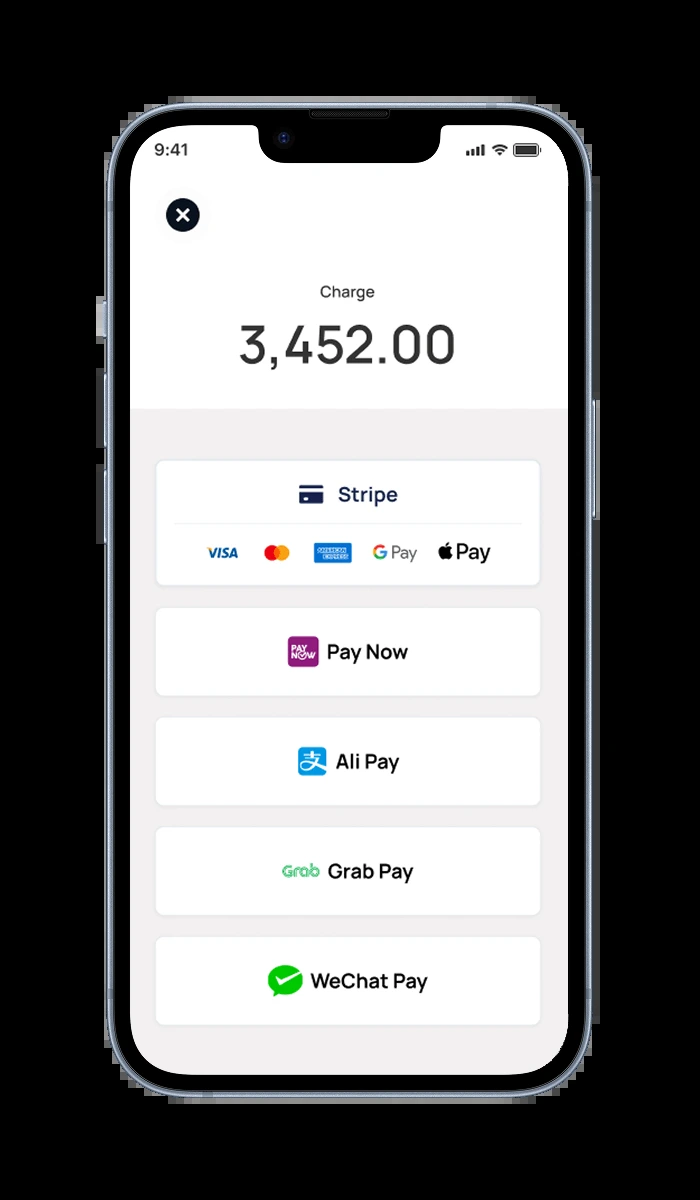 9:41
Charge
3,452.00
Stripe
VISA AMERICAN EXPRESS G Pay Pay
PAY NOW Pay Now
支 Ali Pay
Grab Grab Pay
WeChat Pay